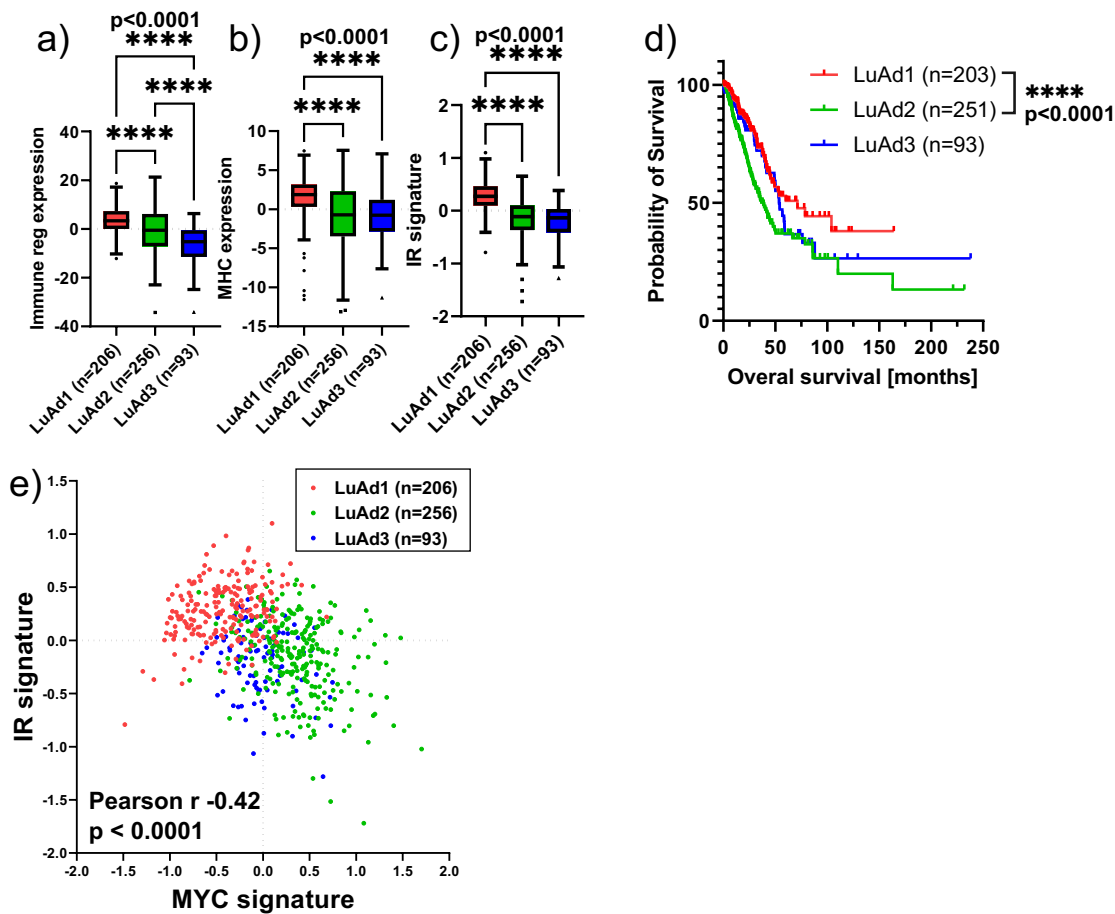 a)
p<0.0001
****
****
****
Immune reg expression
40
20
0
-20
-40
LuAd1 (n=206)
LuAd2 (n=256)
LuAd3 (n=93)
b)
p<0.0001
****
****
MHC expression
10
5
0
-5
-10
-15
LuAd1 (n=206)
LuAd2 (n=256)
LuAd3 (n=93)
c)
p<0.0001
****
****
IR signature
2
1
0
-1
-2
LuAd1 (n=206)
LuAd2 (n=256)
LuAd3 (n=93)
d)
LuAd1 (n=203)
LuAd2 (n=251)
LuAd3 (n=93)
****
p<0.0001
Probability of Survival
100
50
0
0 50 100 150 200 250
Overal survival [months]
e)
LuAd1 (n=206)
LuAd2 (n=256)
LuAd3 (n=93)
IR signature
1.5
1.0
0.5
0.0
-0.5
-1.0
-1.5
-2.0
Pearson r -0.42
p < 0.0001
-2.0 -1.5 -1.0 -0.5 0.0 0.5 1.0 1.5 2.0
MYC signature